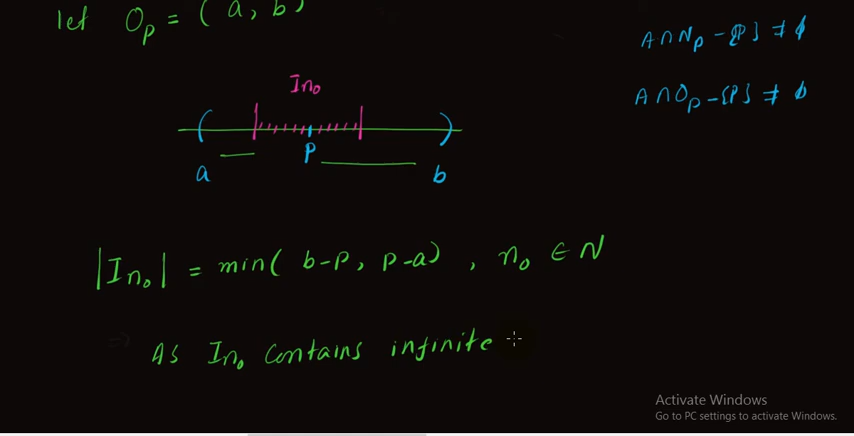 let Op = ( a, b )
A ∩ Np - {P} ≠ ϕ
A ∩ Op - {P} ≠ ϕ
In₀
a
P
b
|In₀| = min( b-p, p-a) , n₀ ∈ N
⇒ As In₀ contains infinite
Activate Windows
Go to PC settings to activate Windows.